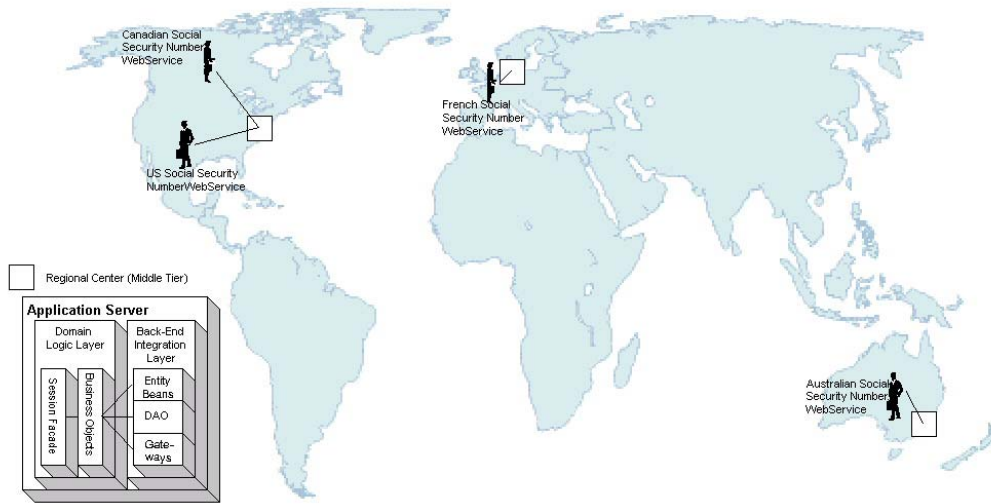 Canadian Social
Security Number
WebService
French Social
Security Number
WebService
US Social Security
NumberWebService
Regional Center (Middle Tier)
Application Server
Domain
Logic Layer
Back-End
Integration
Layer
Session Facade
Business Objects
Entity
Beans
DAO
Gate-
ways
Australian Social
Security Number
WebService